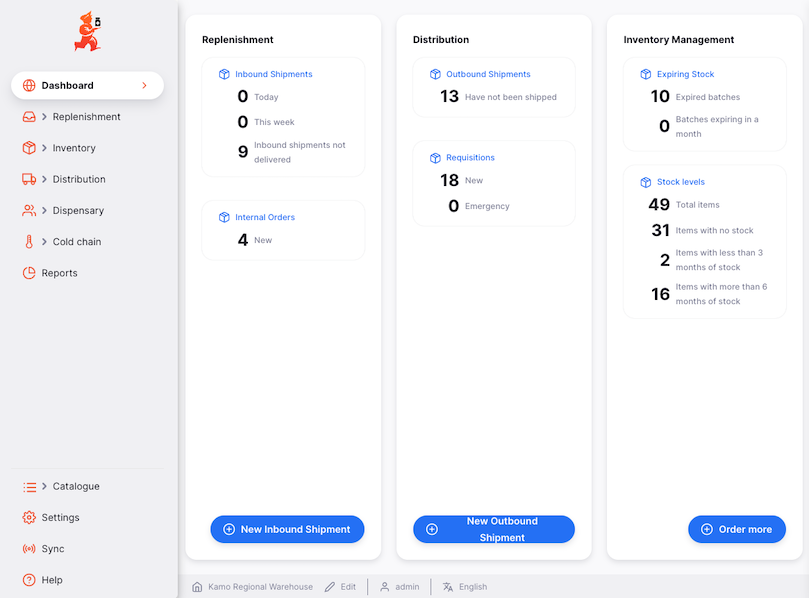 Dashboard
Replenishment
Inventory
Distribution
Dispensary
Cold chain
Reports
Catalogue
Settings
Sync
Help
Replenishment
Inbound Shipments
0 Today
0 This week
9 Inbound shipments not
delivered
Internal Orders
4 New
New Inbound Shipment
Distribution
Outbound Shipments
13 Have not been shipped
Requisitions
18 New
0 Emergency
New Outbound
Shipment
Inventory Management
Expiring Stock
10 Expired batches
0 Batches expiring in a
month
Stock levels
49 Total items
31 Items with no stock
2 Items with less than 3
months of stock
16 Items with more than 6
months of stock
Order more
Kamo Regional Warehouse Edit admin English